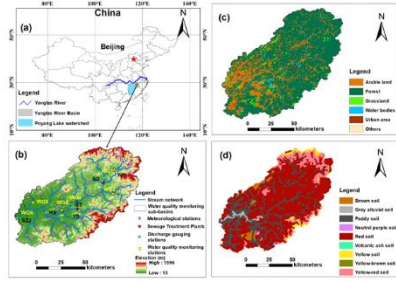 China
80°E
100°E
120°E
(a)
Beijing
N
Legend
Yangtze River
Yangtze River Basin
Poyang Lake watershed
(b)
N
Legend
Stream network
Water quality monitoring sub-basins
Meteorological stations
Sewage Treatment Plants
Discharge gauging stations
Water quality monitoring stations
Elevation (m)
High : 1596
0 25 50
kilometers
(c)
N
Legend
Arable land
Forest
Grassland
Water bodies
Urban area
Others
0 25 50
kilometers
(d)
N
Legend
Brown soil
Grey alluvial soil
Paddy soil
Neutral purple soil
Red soil
Volcanic ash soil
Yellow soil
Yellow-brown soil
Yellow-red soil
0 25 50
kilometers